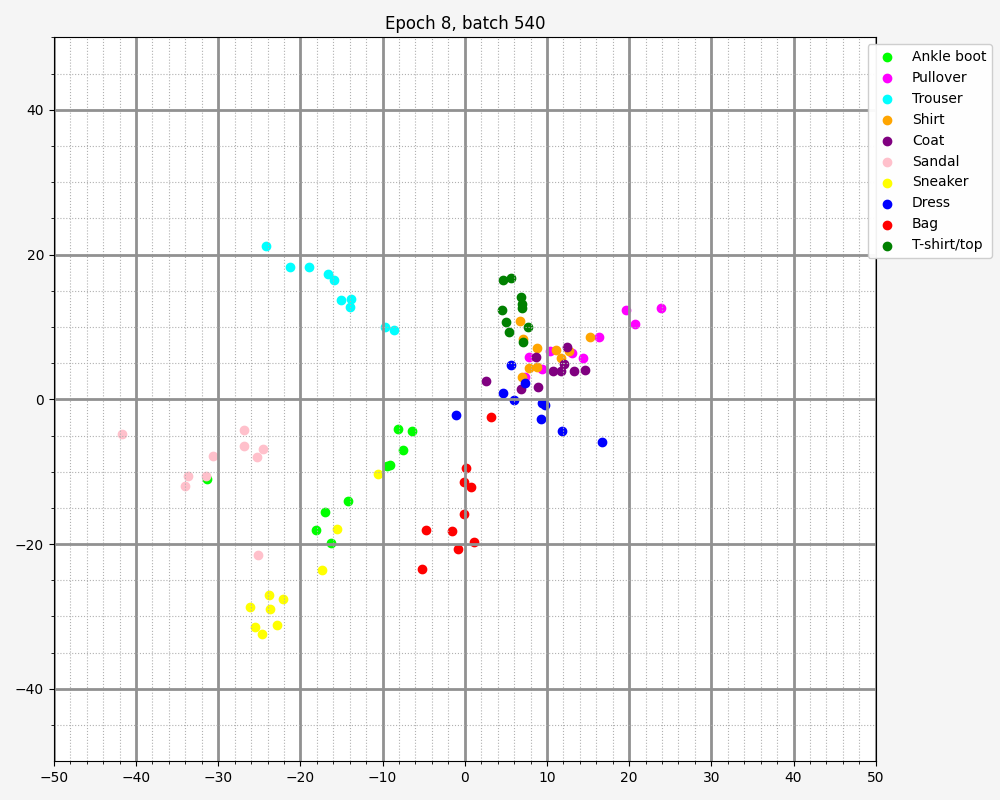 Epoch 8, batch 540
Ankle boot
Pullover
Trouser
Shirt
Coat
Sandal
Sneaker
Dress
Bag
T-shirt/top
40
20
0
−20
−40
−50 −40 −30 −20 −10 0 10 20 30 40 50